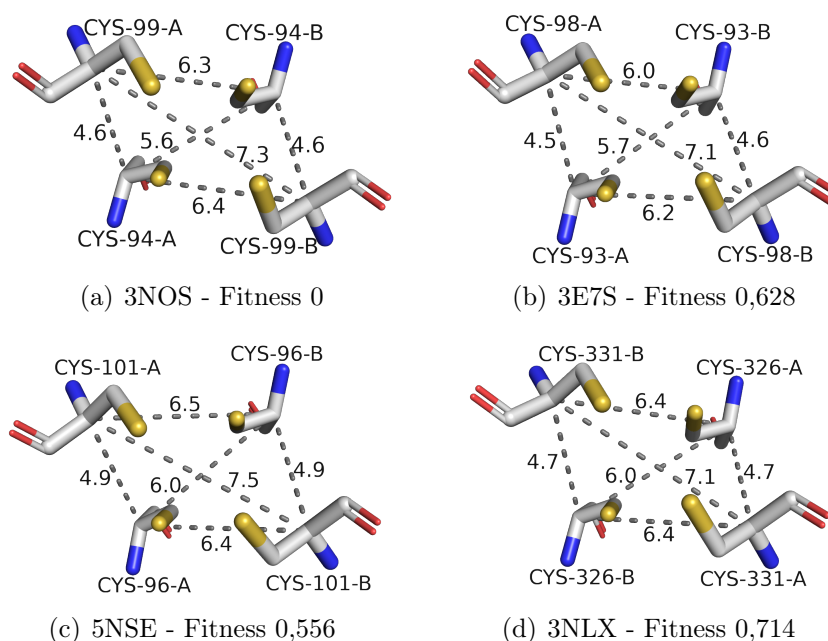 CYS-99-A
CYS-94-B
6.3
4.6
5.6
7.3
4.6
6.4
CYS-94-A
CYS-99-B
(a) 3NOS - Fitness 0
CYS-98-A
CYS-93-B
6.0
4.5
5.7
7.1
4.6
6.2
CYS-93-A
CYS-98-B
(b) 3E7S - Fitness 0,628
CYS-101-A
CYS-96-B
6.5
4.9
6.0
7.5
4.9
6.4
CYS-96-A
CYS-101-B
(c) 5NSE - Fitness 0,556
CYS-331-B
CYS-326-A
6.4
4.7
6.0
7.1
4.7
6.4
CYS-326-B
CYS-331-A
(d) 3NLX - Fitness 0,714